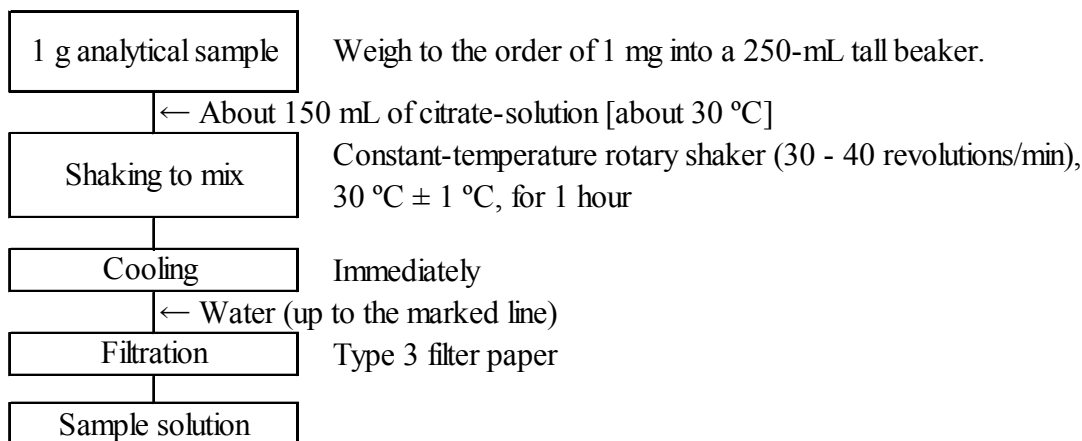 1 g analytical sample
Weigh to the order of 1 mg into a 250-mL tall beaker.
← About 150 mL of citrate-solution [about 30 ºC]
Shaking to mix
Constant-temperature rotary shaker (30 - 40 revolutions/min),
30 ºC ± 1 ºC, for 1 hour
Cooling
Immediately
← Water (up to the marked line)
Filtration
Type 3 filter paper
Sample solution